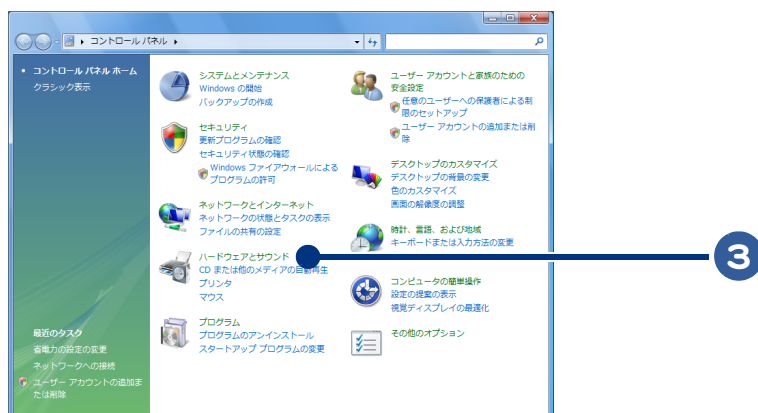 コントロール パネル
コントロール パネル ホーム
クラシック表示
システムとメンテナンス
Windows の開始
バックアップの作成
セキュリティ
更新プログラムの確認
セキュリティ状態の確認
Windows ファイアウォールによる
プログラムの許可
ネットワークとインターネット
ネットワークの状態とタスクの表示
ファイルの共有の設定
ハードウェアとサウンド
CD または他のメディアの自動再生
プリンタ
マウス
プログラム
プログラムのアンインストール
スタートアップ プログラムの変更
ユーザー アカウントと家族のための
安全設定
任意のユーザーへの保護者による制
限のセットアップ
ユーザー アカウントの追加または削
除
デスクトップのカスタマイズ
デスクトップの背景の変更
色のカスタマイズ
画面の解像度の調整
時計、言語、および地域
キーボードまたは入力方法の変更
コンピュータの簡単操作
設定の提案の表示
視覚ディスプレイの最適化
その他のオプション
3
最近のタスク
省電力の設定の変更
ネットワークへの接続
ユーザー アカウントの追加ま
たは削除